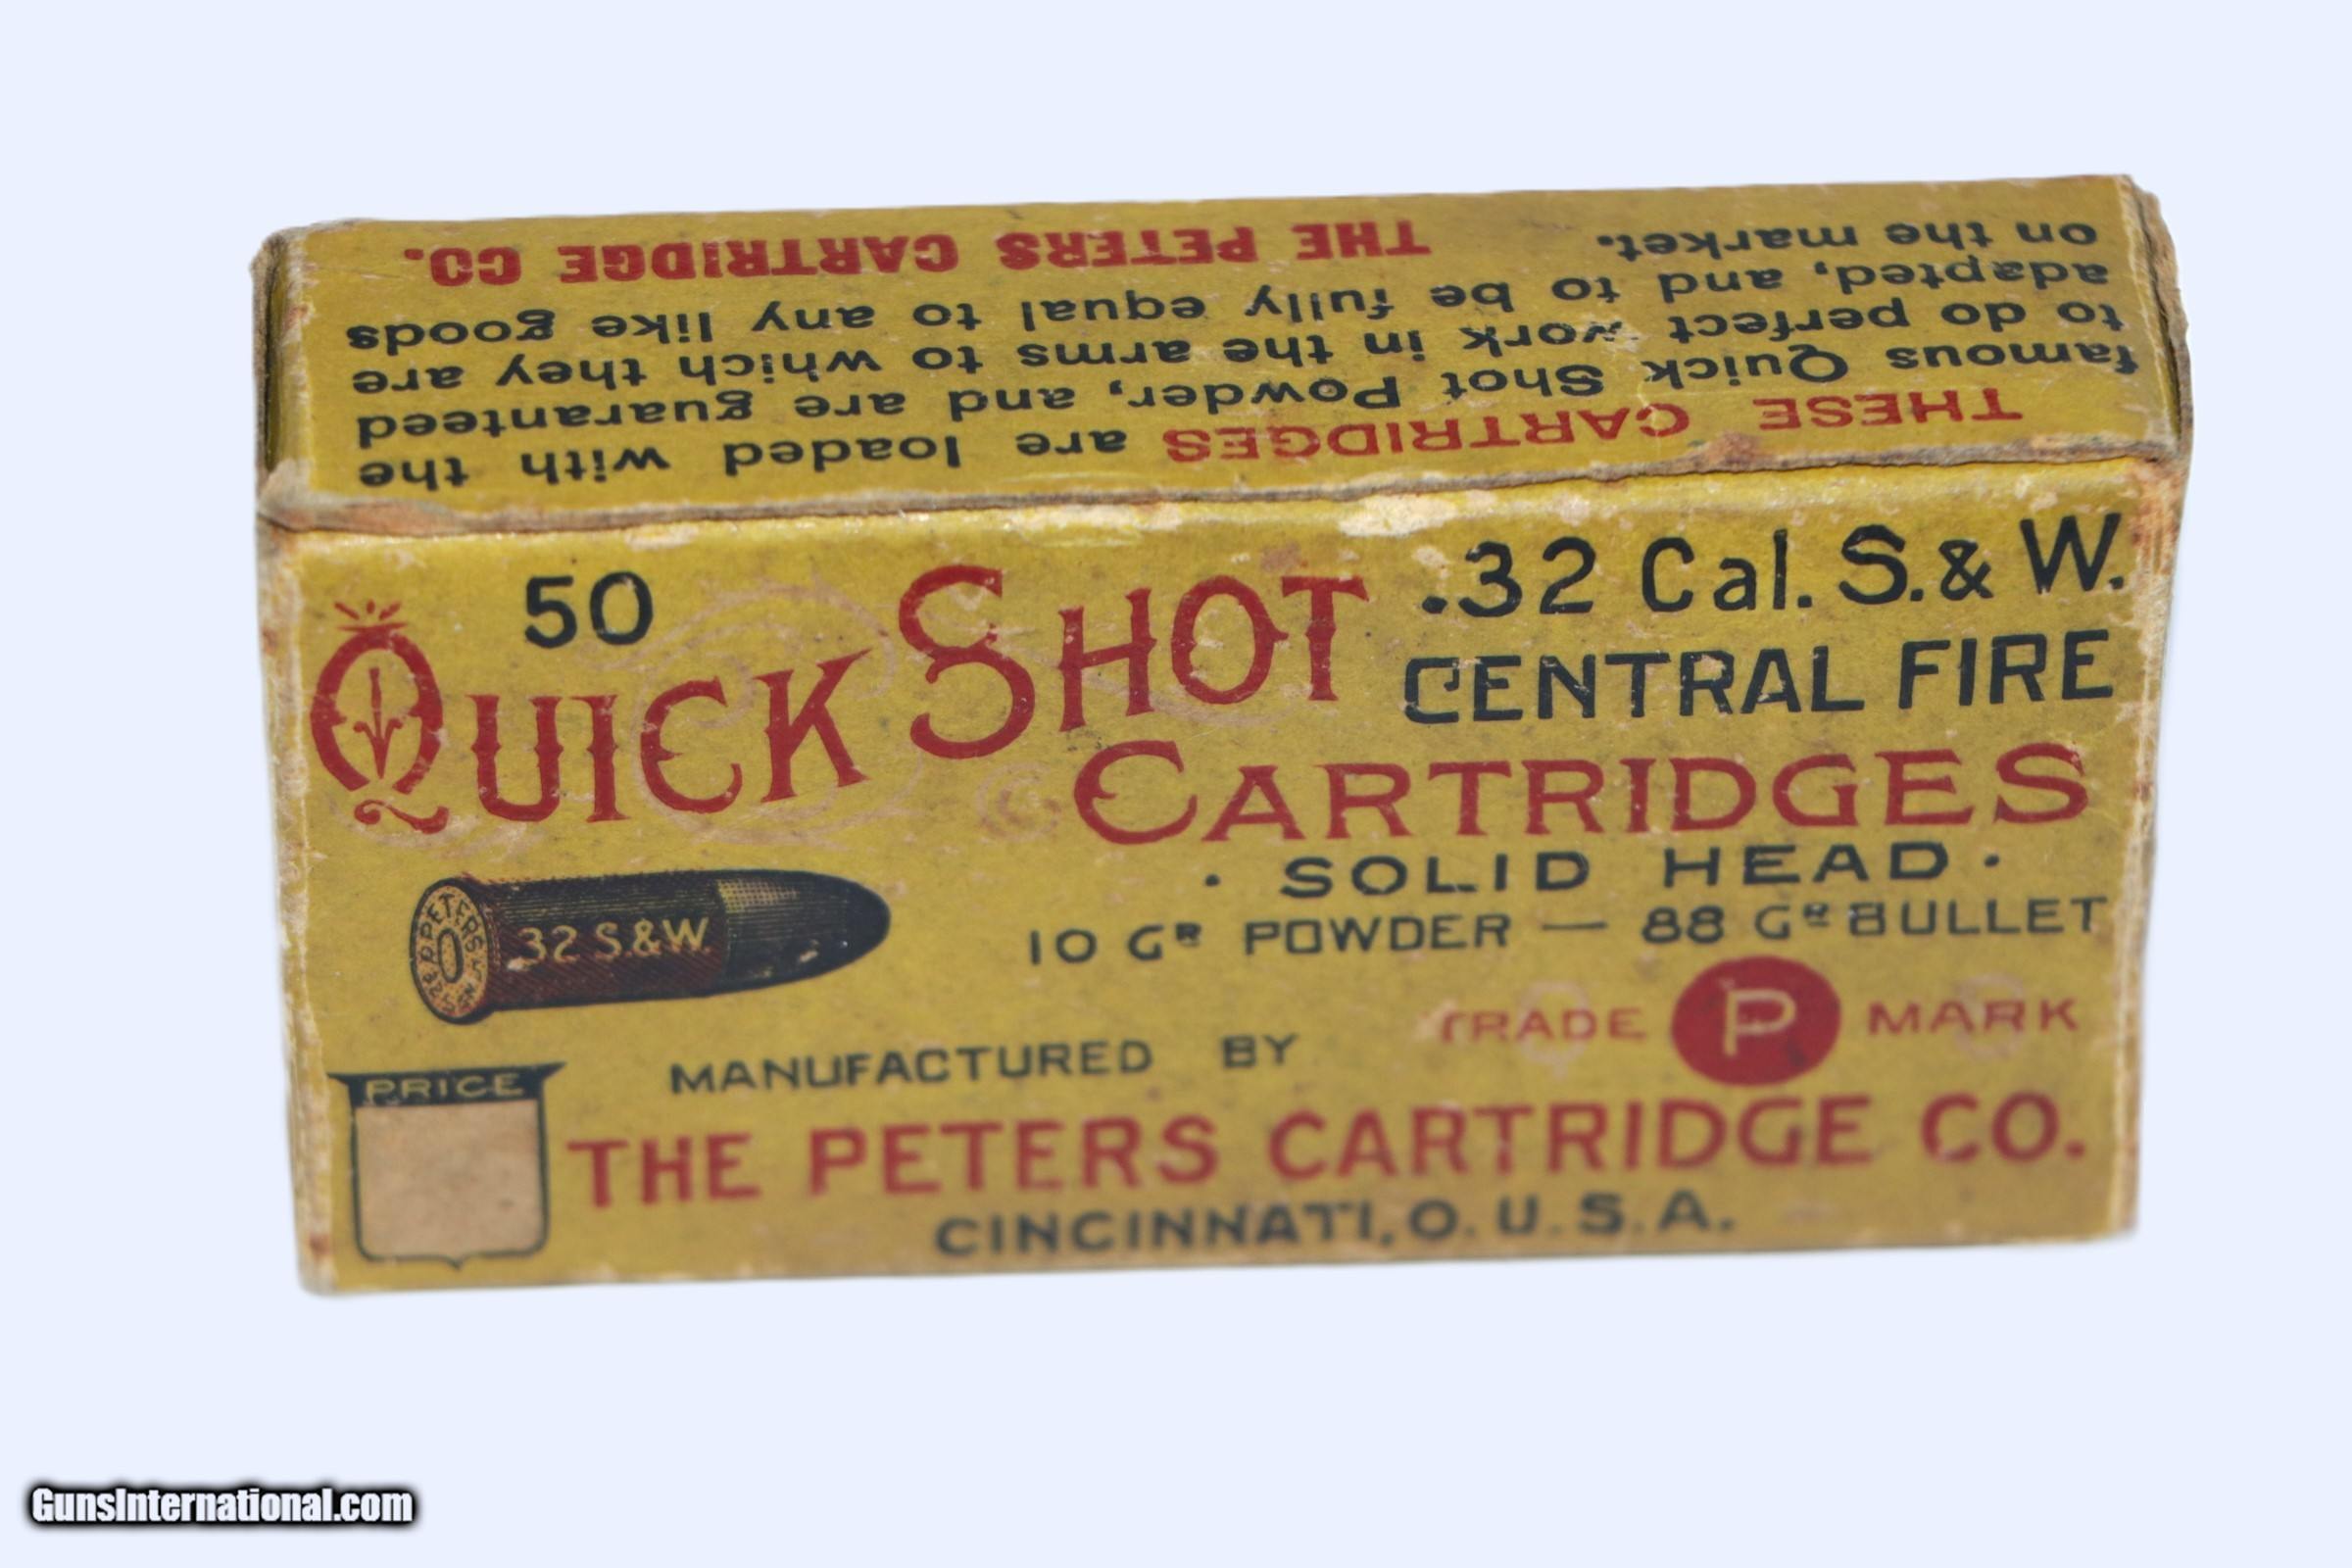 THESE CARTRIDGES are loaded with the
famous Quick Shot Powder, and are guaranteed
to do perfect work in the arms to which they are
adapted, and to be fully equal to any like goods
on the market. THE PETERS CARTRIDGE CO.
50
QUICK SHOT
.32 Cal. S. & W.
CENTRAL FIRE
CARTRIDGES
· SOLID HEAD ·
10 GR POWDER — 88 GR BULLET
PETERS
.32 S.&W.
TRADE P MARK
MANUFACTURED BY
PRICE
THE PETERS CARTRIDGE CO.
CINCINNATI, O. U.S.A.
GunsInternational.com